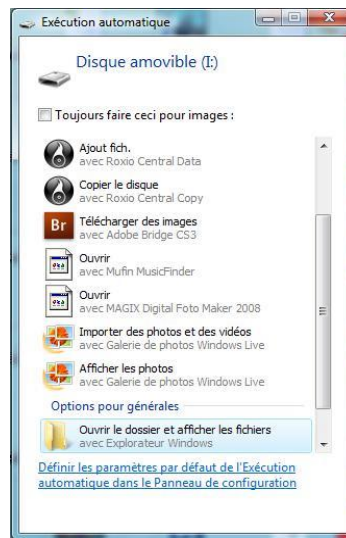 Exécution automatique
Disque amovible (I:)
Toujours faire ceci pour images :
Ajout fich.
avec Roxio Central Data
Copier le disque
avec Roxio Central Copy
Br
Télécharger des images
avec Adobe Bridge CS3
Ouvrir
avec Mufin MusicFinder
Ouvrir
avec MAGIX Digital Foto Maker 2008
Importer des photos et des vidéos
avec Galerie de photos Windows Live
Afficher les photos
avec Galerie de photos Windows Live
Options pour générales
Ouvrir le dossier et afficher les fichiers
avec Explorateur Windows
Définir les paramètres par défaut de l'Exécution
automatique dans le Panneau de configuration